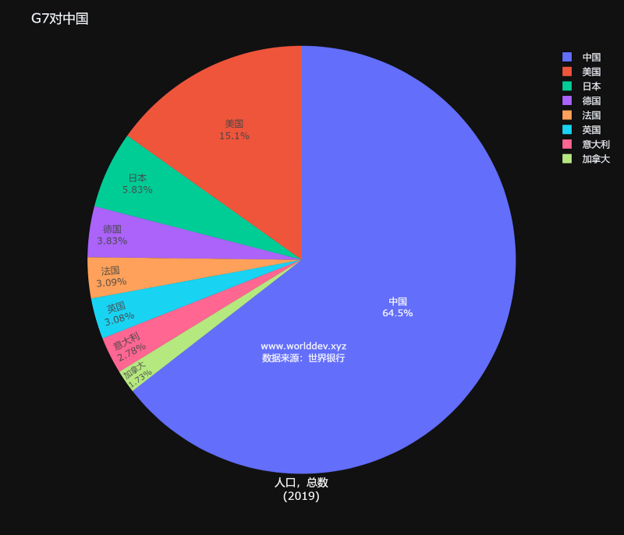 G7对中国
中国
美国
日本
德国
法国
英国
意大利
加拿大
美国
15.1%
日本
5.83%
德国
3.83%
法国
3.09%
英国
3.08%
意大利
2.78%
加拿大
1.73%
中国
64.5%
www.worlddev.xyz
数据来源：世界银行
人口，总数
(2019)